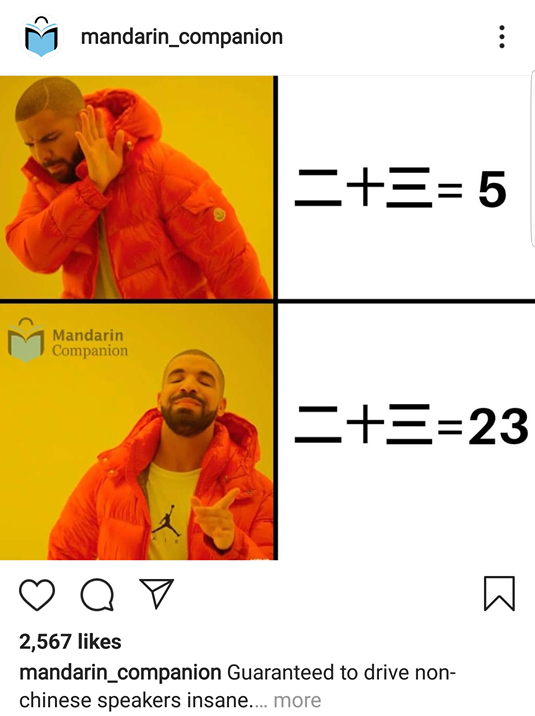 mandarin_companion
二十三= 5
Mandarin
Companion
二十三=23
2,567 likes
mandarin_companion Guaranteed to drive non-
chinese speakers insane.... more